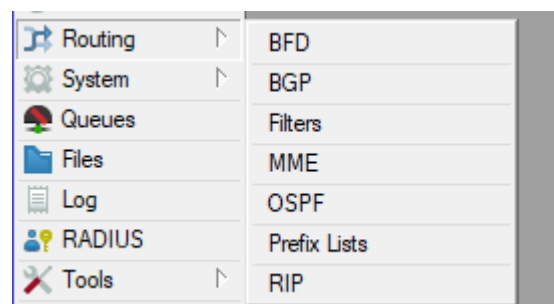 Routing
System
Queues
Files
Log
RADIUS
Tools
BFD
BGP
Filters
MME
OSPF
Prefix Lists
RIP